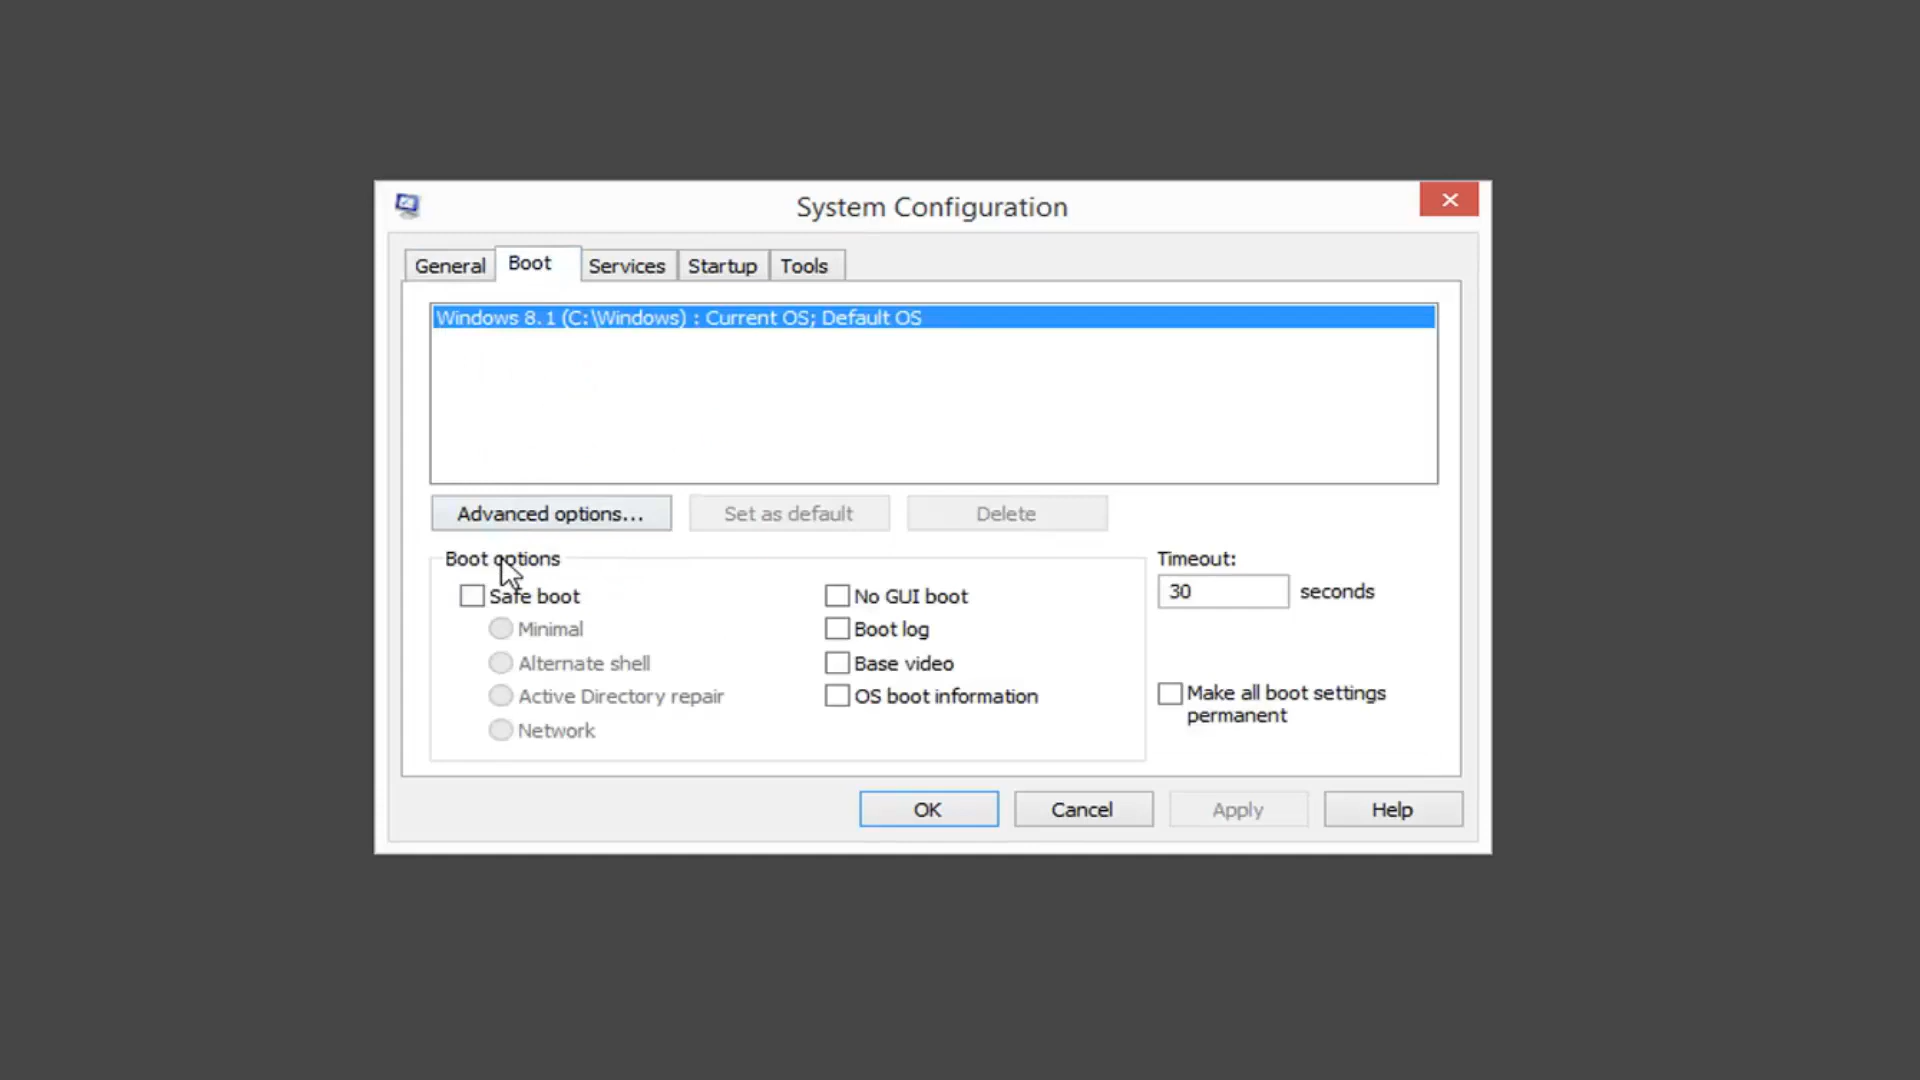 System Configuration
General Boot Services Startup Tools
Windows 8.1 (C:\Windows) : Current OS; Default OS
Advanced options... Set as default Delete
Boot options
Timeout:
Safe boot
No GUI boot
30 seconds
Minimal
Boot log
Alternate shell
Base video
Active Directory repair
OS boot information
Make all boot settings
permanent
Network
OK Cancel Apply Help